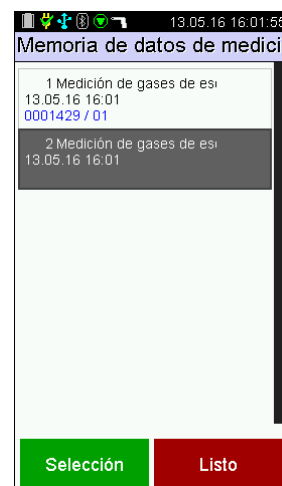 13.05.16 16:01:55
Memoria de datos de medici
1 Medición de gases de es
13.05.16 16:01
0001429 / 01
2 Medición de gases de es
13.05.16 16:01
Selección
Listo